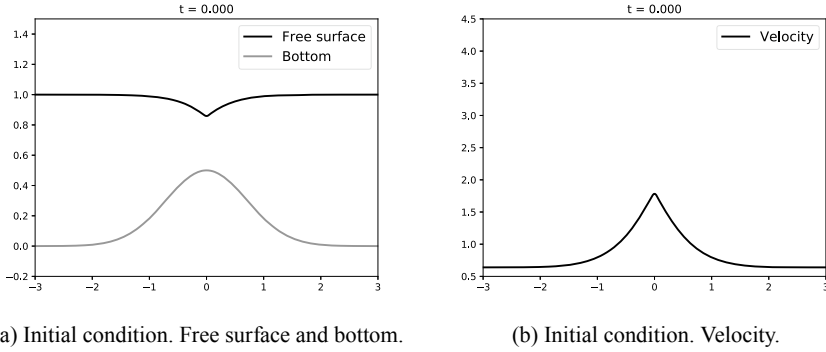 t = 0.000
Free surface
Bottom
1.4
1.2
1.0
0.8
0.6
0.4
0.2
0.0
−0.2
−3 −2 −1 0 1 2 3
a) Initial condition. Free surface and bottom.
t = 0.000
Velocity
4.5
4.0
3.5
3.0
2.5
2.0
1.5
1.0
0.5
−3 −2 −1 0 1 2 3
(b) Initial condition. Velocity.